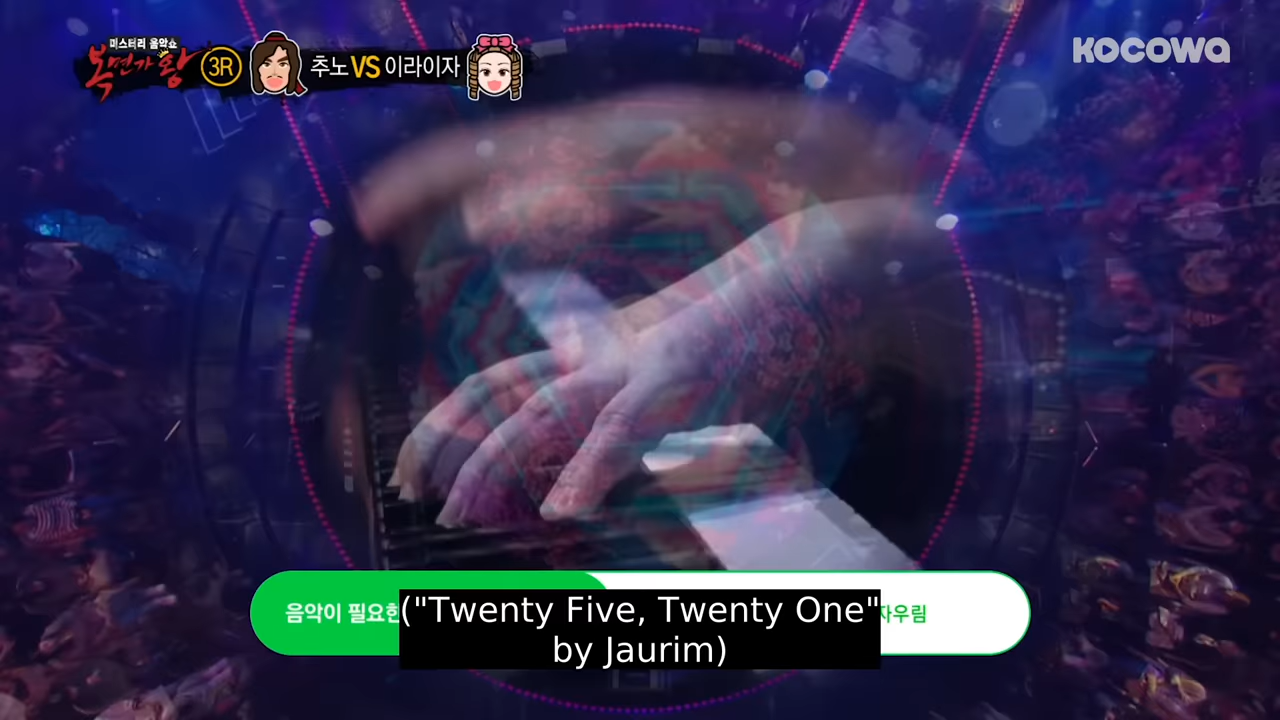 미스터리 음악쇼
복면가왕
3R 추노 VS 이라이자
KOCOWA
음악이 필요한
자우림
("Twenty Five, Twenty One"
by Jaurim)